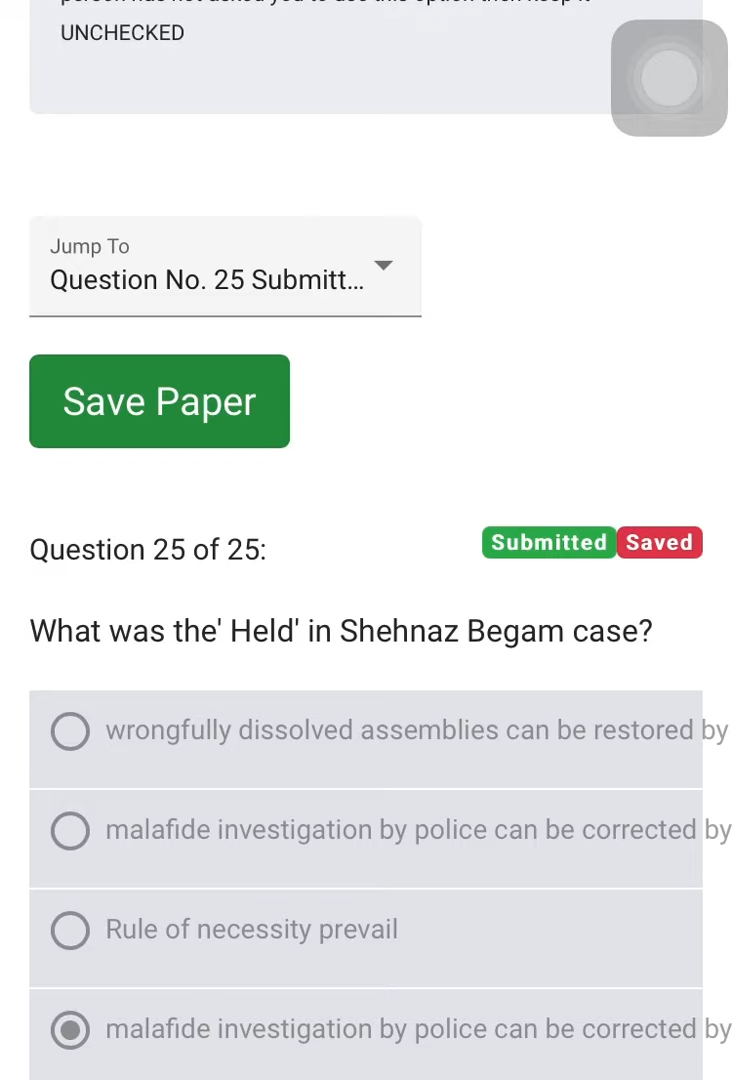 UNCHECKED
Jump To
Question No. 25 Submitt...
Save Paper
Question 25 of 25:
Submitted Saved
What was the' Held' in Shehnaz Begam case?
wrongfully dissolved assemblies can be restored by
malafide investigation by police can be corrected by
Rule of necessity prevail
malafide investigation by police can be corrected by